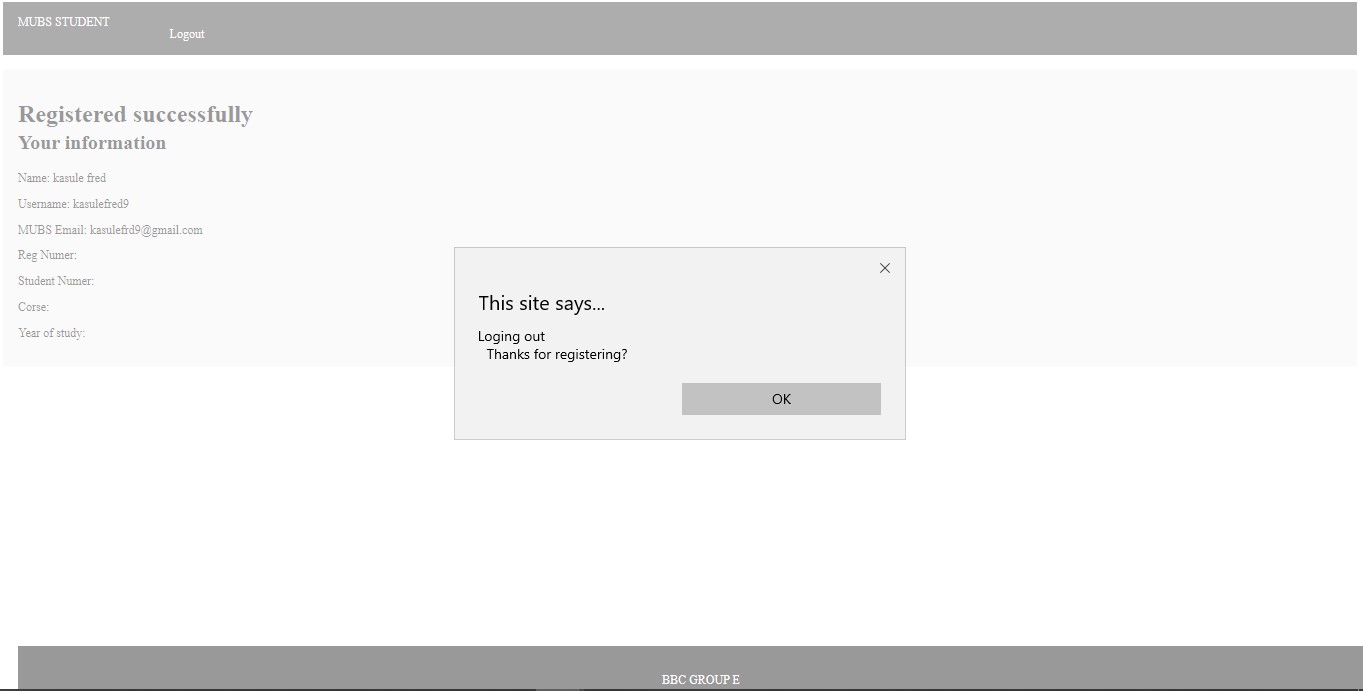 MUBS STUDENT
Logout
Registered successfully
Your information
Name: kasule fred
Username: kasulefred9
MUBS Email: kasulefrd9@gmail.com
Reg Numer:
Student Numer:
Corse:
Year of study:
This site says...
Loging out
Thanks for registering?
OK
BBC GROUP E